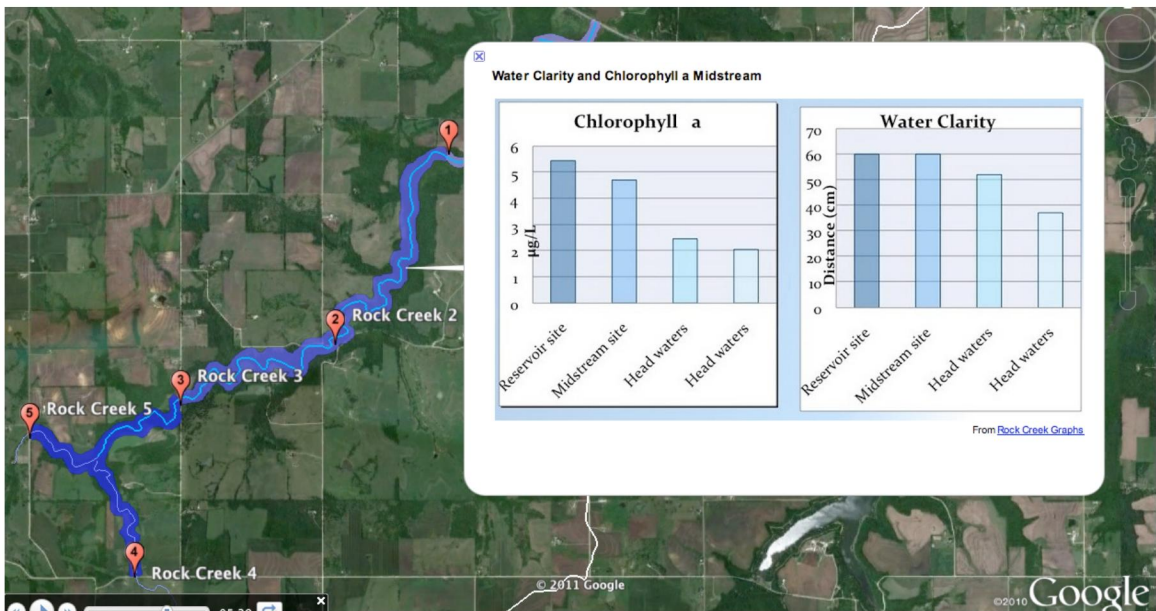 Water Clarity and Chlorophyll a Midstream
Chlorophyll a
6
5
4
3
2
1
0
µg/L
Reservoir site
Midstream site
Head waters
Head waters
Water Clarity
70
60
50
40
30
20
10
0
Distance (cm)
Reservoir site
Midstream site
Head waters
Head waters
From Rock Creek Graphs
1
2
Rock Creek 2
3
Rock Creek 3
5
Rock Creek 5
4
Rock Creek 4
© 2011 Google
©2010 Google